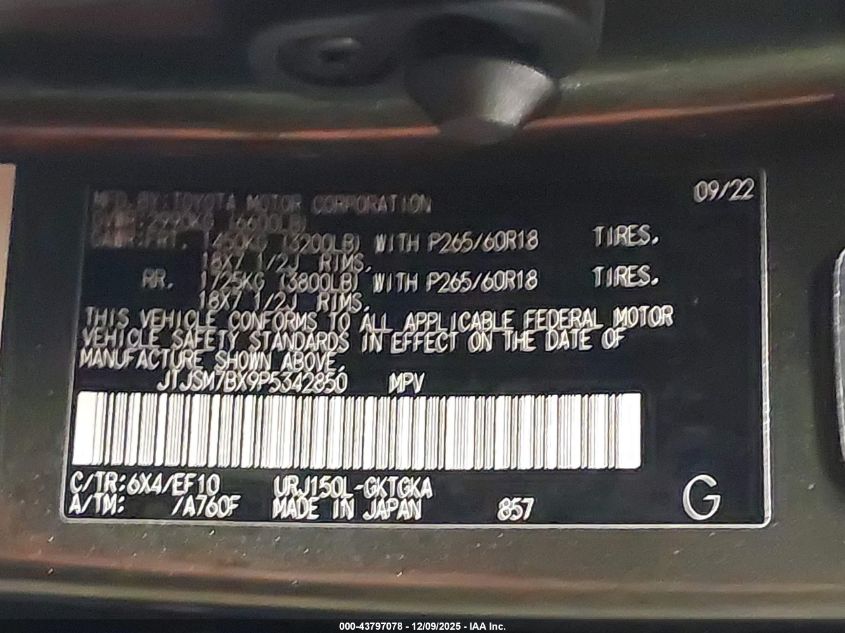 MFD.BY:TOYOTA MOTOR CORPORATION 09/22
GVWR:2990KG (6600LB)
GAWR:FRT. 1450KG (3200LB) WITH P265/60R18 TIRES,
18X7 1/2J RIMS,
RR. 1725KG (3800LB) WITH P265/60R18 TIRES,
18X7 1/2J RIMS,
THIS VEHICLE CONFORMS TO ALL APPLICABLE FEDERAL MOTOR
VEHICLE SAFETY STANDARDS IN EFFECT ON THE DATE OF
MANUFACTURE SHOWN ABOVE.
JTJSM7BX9P5342850 MPV
C/TR:6X4/EF10 URJ150L-GKTGKA
A/TM: /A760F MADE IN JAPAN 857 G
000-43797078 - 12/09/2025 - IAA Inc.